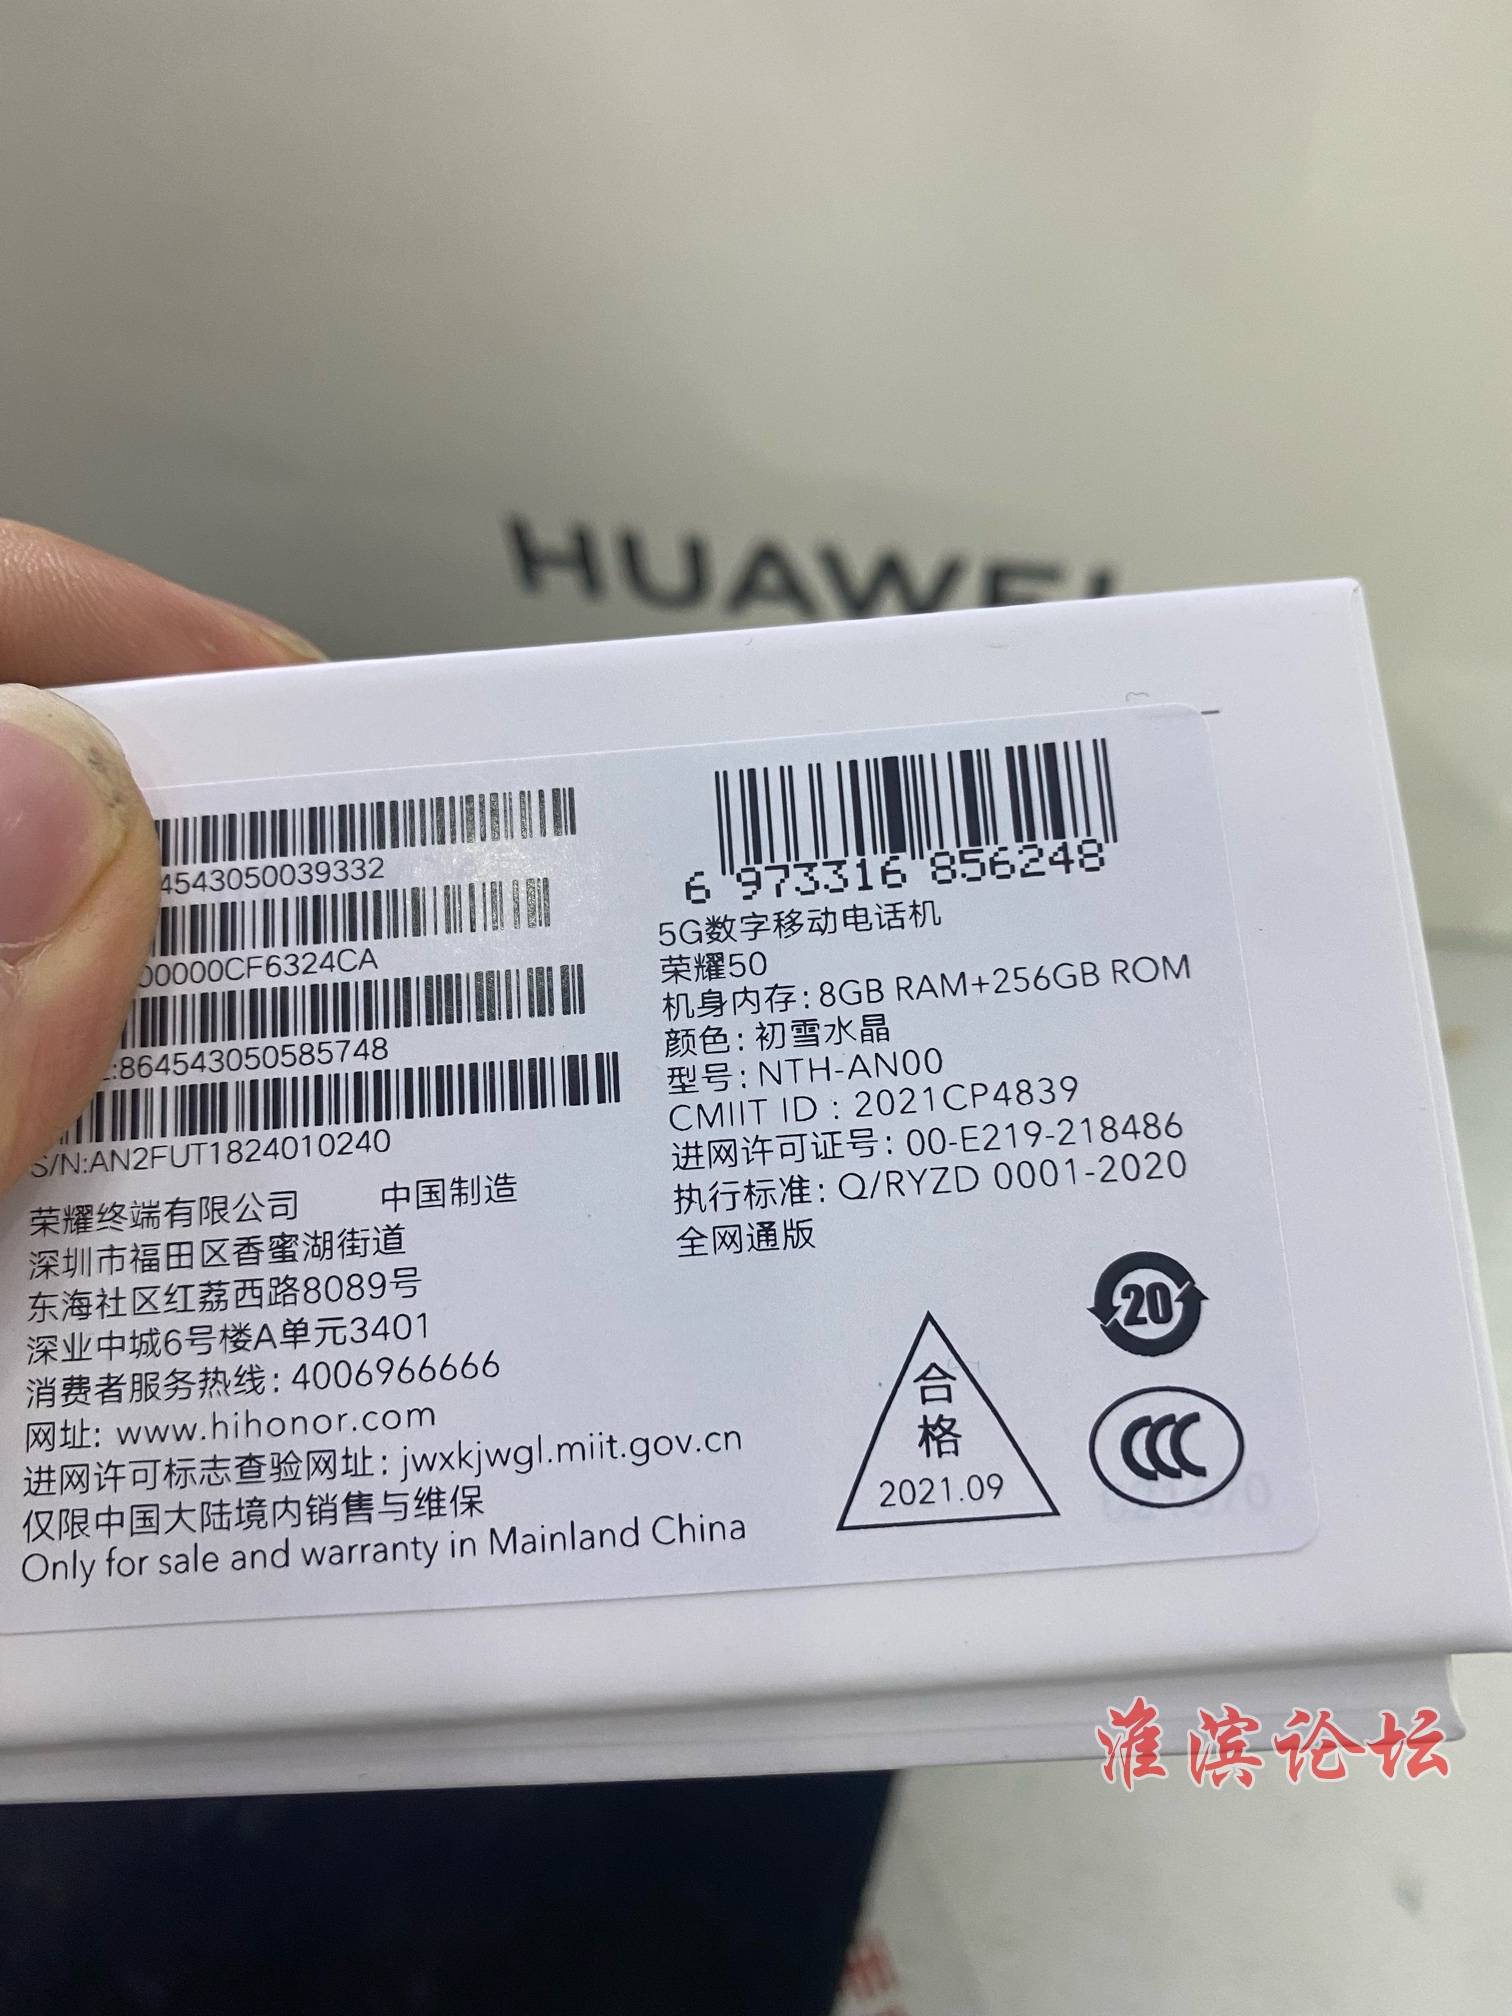 HUAWEI
4543050039332
00000CF6324CA
:864543050585748
S/N:AN2FUT1824010240
荣耀终端有限公司 中国制造
深圳市福田区香蜜湖街道
东海社区红荔西路8089号
深业中城6号楼A单元3401
消费者服务热线: 4006966666
网址: www.hihonor.com
进网许可标志查验网址: jwxkjwgl.miit.gov.cn
仅限中国大陆境内销售与维保
Only for sale and warranty in Mainland China
6 973316 856248
5G数字移动电话机
荣耀50
机身内存: 8GB RAM+256GB ROM
颜色: 初雪水晶
型号: NTH-AN00
CMIIT ID : 2021CP4839
进网许可证号: 00-E219-218486
执行标准: Q/RYZD 0001-2020
全网通版
20
合
格
2021.09
CCC
淮滨论坛